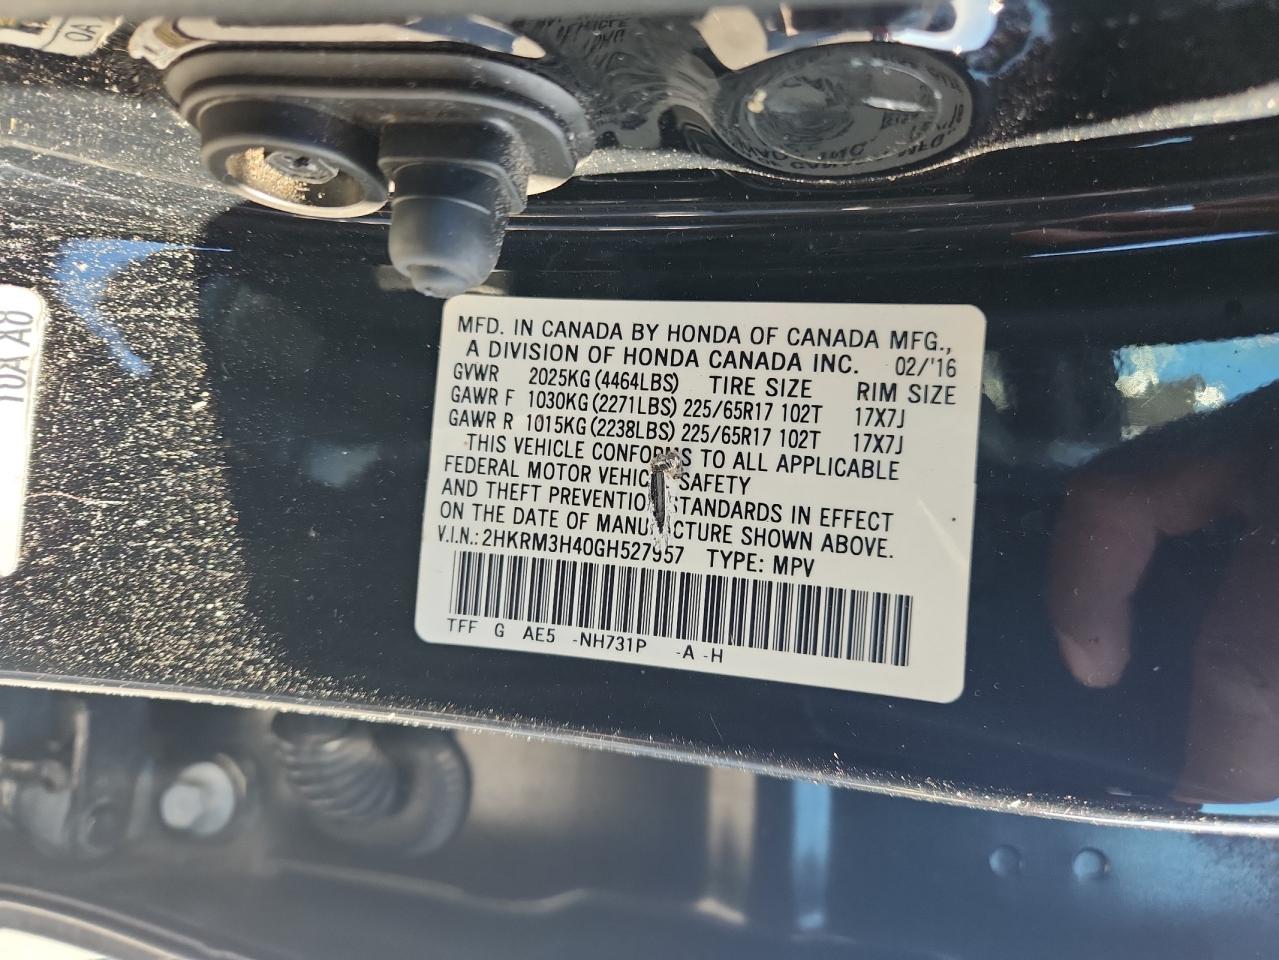 MFD. IN CANADA BY HONDA OF CANADA MFG.,
A DIVISION OF HONDA CANADA INC. 02/'16
GVWR 2025KG (4464LBS) TIRE SIZE RIM SIZE
GAWR F 1030KG (2271LBS) 225/65R17 102T 17X7J
GAWR R 1015KG (2238LBS) 225/65R17 102T 17X7J
THIS VEHICLE CONFORMS TO ALL APPLICABLE
FEDERAL MOTOR VEHICLE SAFETY
AND THEFT PREVENTION STANDARDS IN EFFECT
ON THE DATE OF MANUFACTURE SHOWN ABOVE.
V.I.N.: 2HKRM3H40GH527957 TYPE: MPV
TFF G AE5 -NH731P -A -H